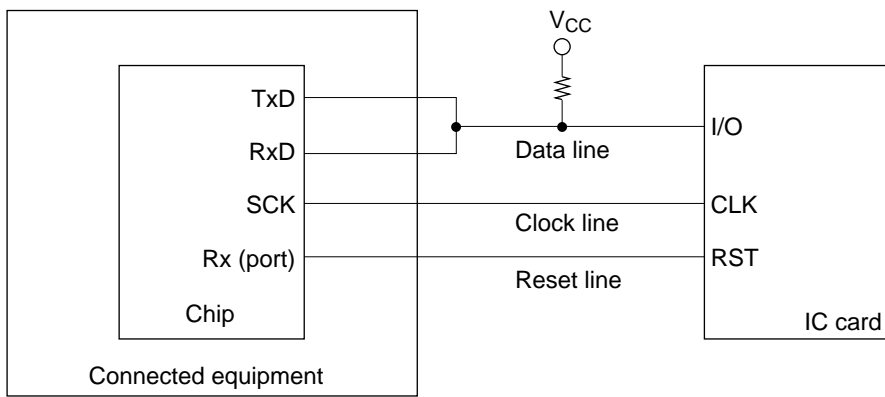 VCC
TxD
I/O
RxD
Data line
SCK
CLK
Clock line
Rx (port)
RST
Reset line
Chip
IC card
Connected equipment